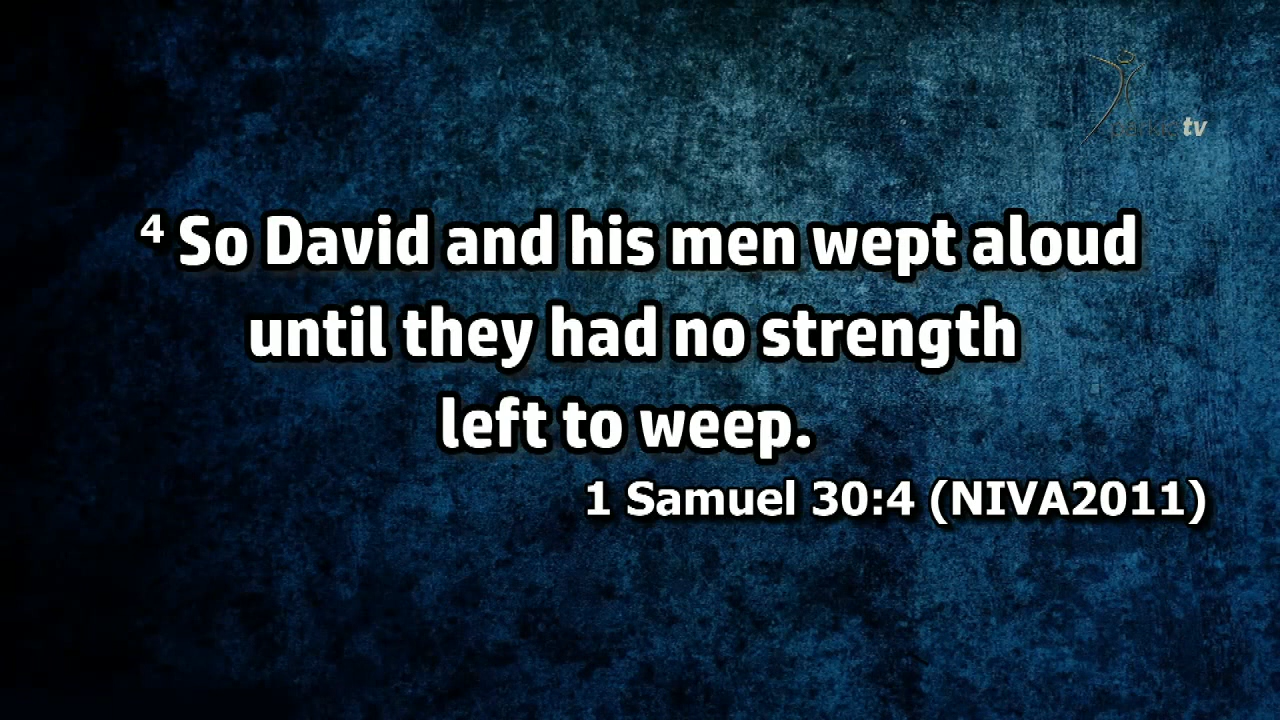 tv
⁴ So David and his men wept aloud
until they had no strength
left to weep.
1 Samuel 30:4 (NIVA2011)